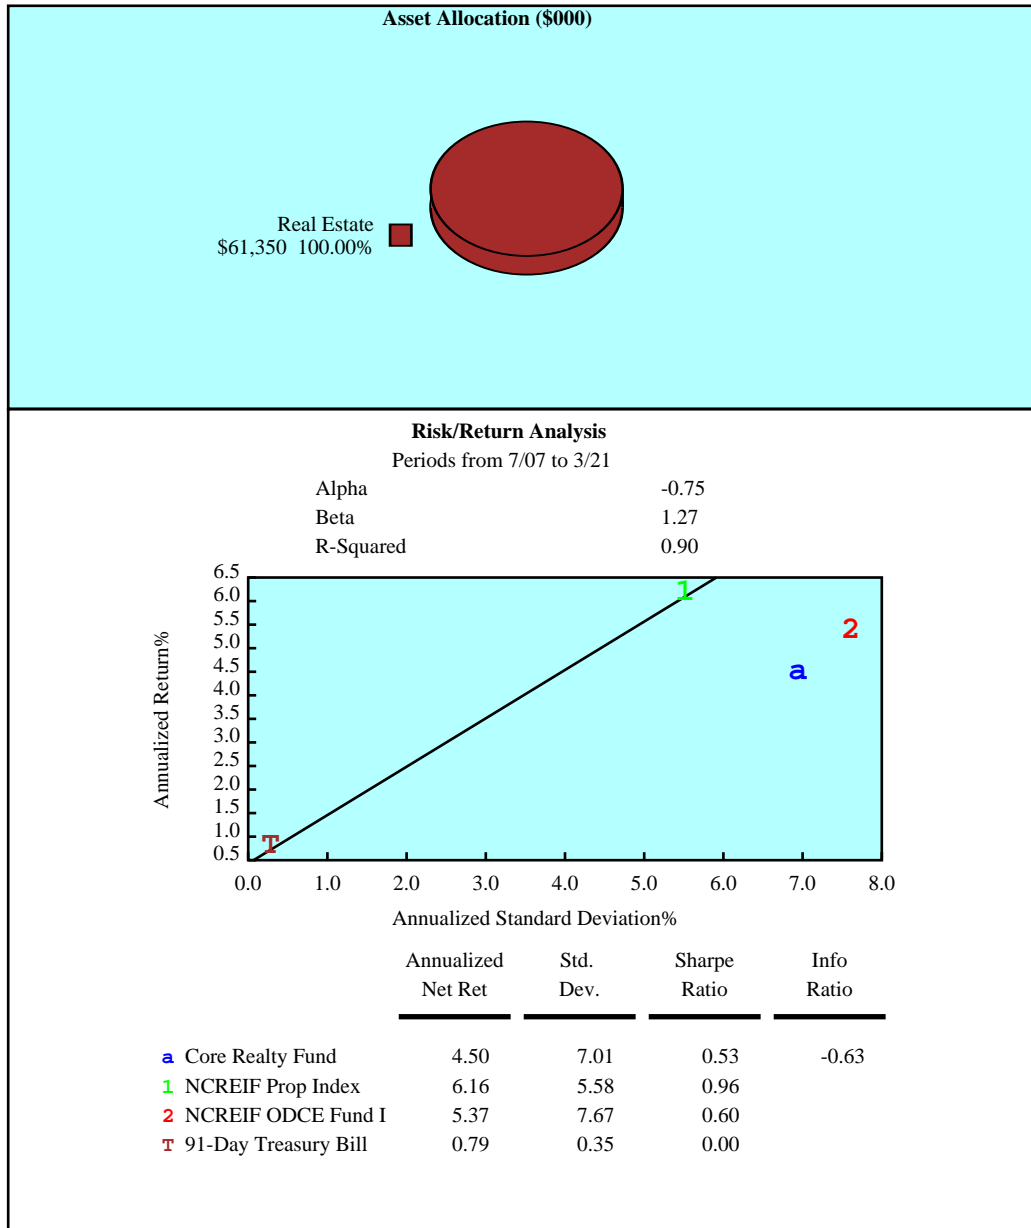 Asset Allocation ($000)
Real Estate
$61,350 100.00%
Risk/Return Analysis
Periods from 7/07 to 3/21
Alpha -0.75
Beta 1.27
R-Squared 0.90
Annualized Return%
6.5
6.0
5.5
5.0
4.5
4.0
3.5
3.0
2.5
2.0
1.5
1.0
0.5
1
2
a
T
0.0 1.0 2.0 3.0 4.0 5.0 6.0 7.0 8.0
Annualized Standard Deviation%
Annualized Std. Sharpe Info
Net Ret Dev. Ratio Ratio
a Core Realty Fund 4.50 7.01 0.53 -0.63
1 NCREIF Prop Index 6.16 5.58 0.96
2 NCREIF ODCE Fund I 5.37 7.67 0.60
T 91-Day Treasury Bill 0.79 0.35 0.00